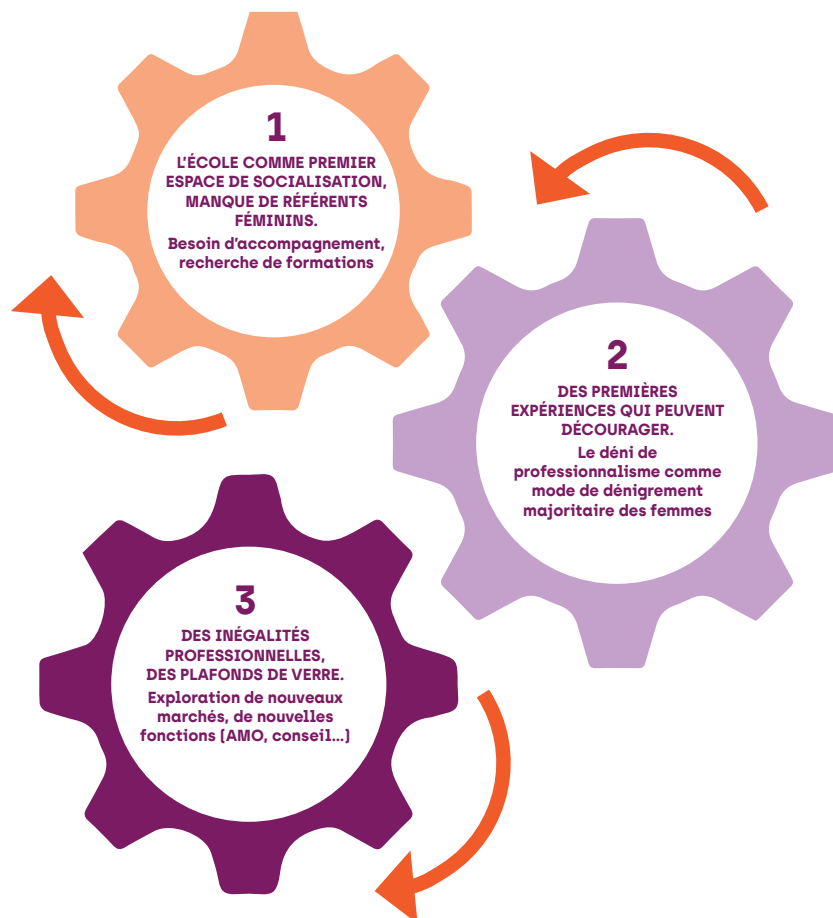 1
L'ÉCOLE COMME PREMIER
ESPACE DE SOCIALISATION,
MANQUE DE RÉFÉRENTS
FÉMININS.
Besoin d'accompagnement,
recherche de formations
2
DES PREMIÈRES
EXPÉRIENCES QUI PEUVENT
DÉCOURAGER.
Le déni de
professionnalisme comme
mode de dénigrement
majoritaire des femmes
3
DES INÉGALITÉS
PROFESSIONNELLES,
DES PLAFONDS DE VERRE.
Exploration de nouveaux
marchés, de nouvelles
fonctions (AMO, conseil...)